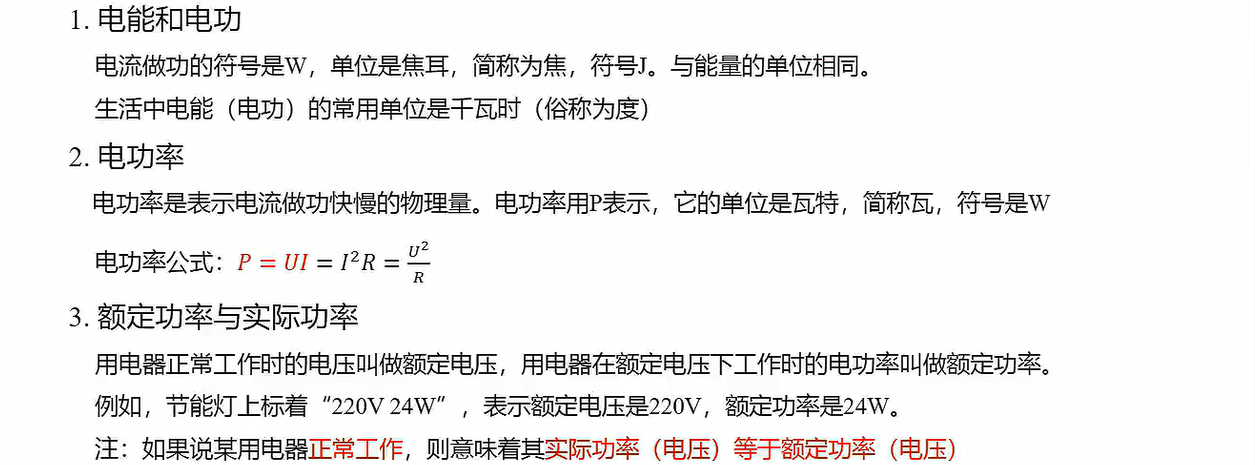 1. 电能和电功
电流做功的符号是W，单位是焦耳，简称为焦，符号J。与能量的单位相同。
生活中电能（电功）的常用单位是千瓦时（俗称为度）
2. 电功率
电功率是表示电流做功快慢的物理量。电功率用P表示，它的单位是瓦特，简称瓦，符号是W
电功率公式：P = UI = I²R = U²/R
3. 额定功率与实际功率
用电器正常工作时的电压叫做额定电压，用电器在额定电压下工作时的电功率叫做额定功率。
例如，节能灯上标着“220V 24W”，表示额定电压是220V，额定功率是24W。
注：如果说某用电器正常工作，则意味着其实际功率（电压）等于额定功率（电压）